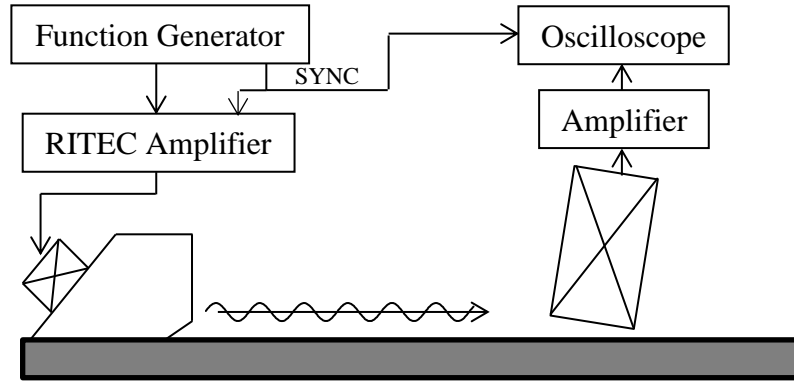 Function Generator
Oscilloscope
SYNC
Amplifier
RITEC Amplifier